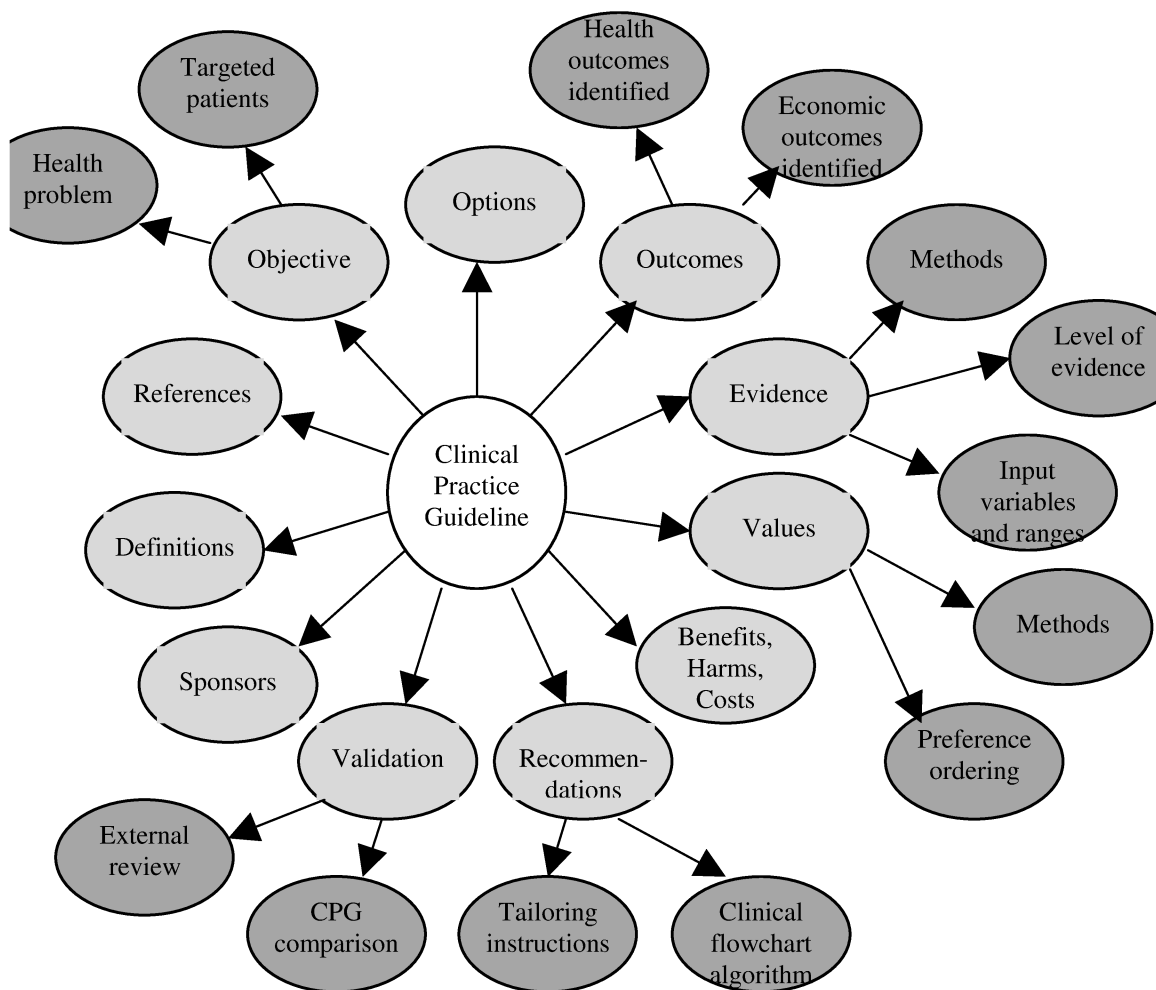 Targeted
patients
Health
outcomes
identified
Economic
outcomes
identified
Health
problem
Options
Objective
Outcomes
Methods
Level of
evidence
References
Evidence
Clinical
Practice
Guideline
Input
variables
and ranges
Values
Definitions
Methods
Benefits,
Harms,
Costs
Sponsors
Validation
Recommen-
dations
Preference
ordering
External
review
CPG
comparison
Tailoring
instructions
Clinical
flowchart
algorithm